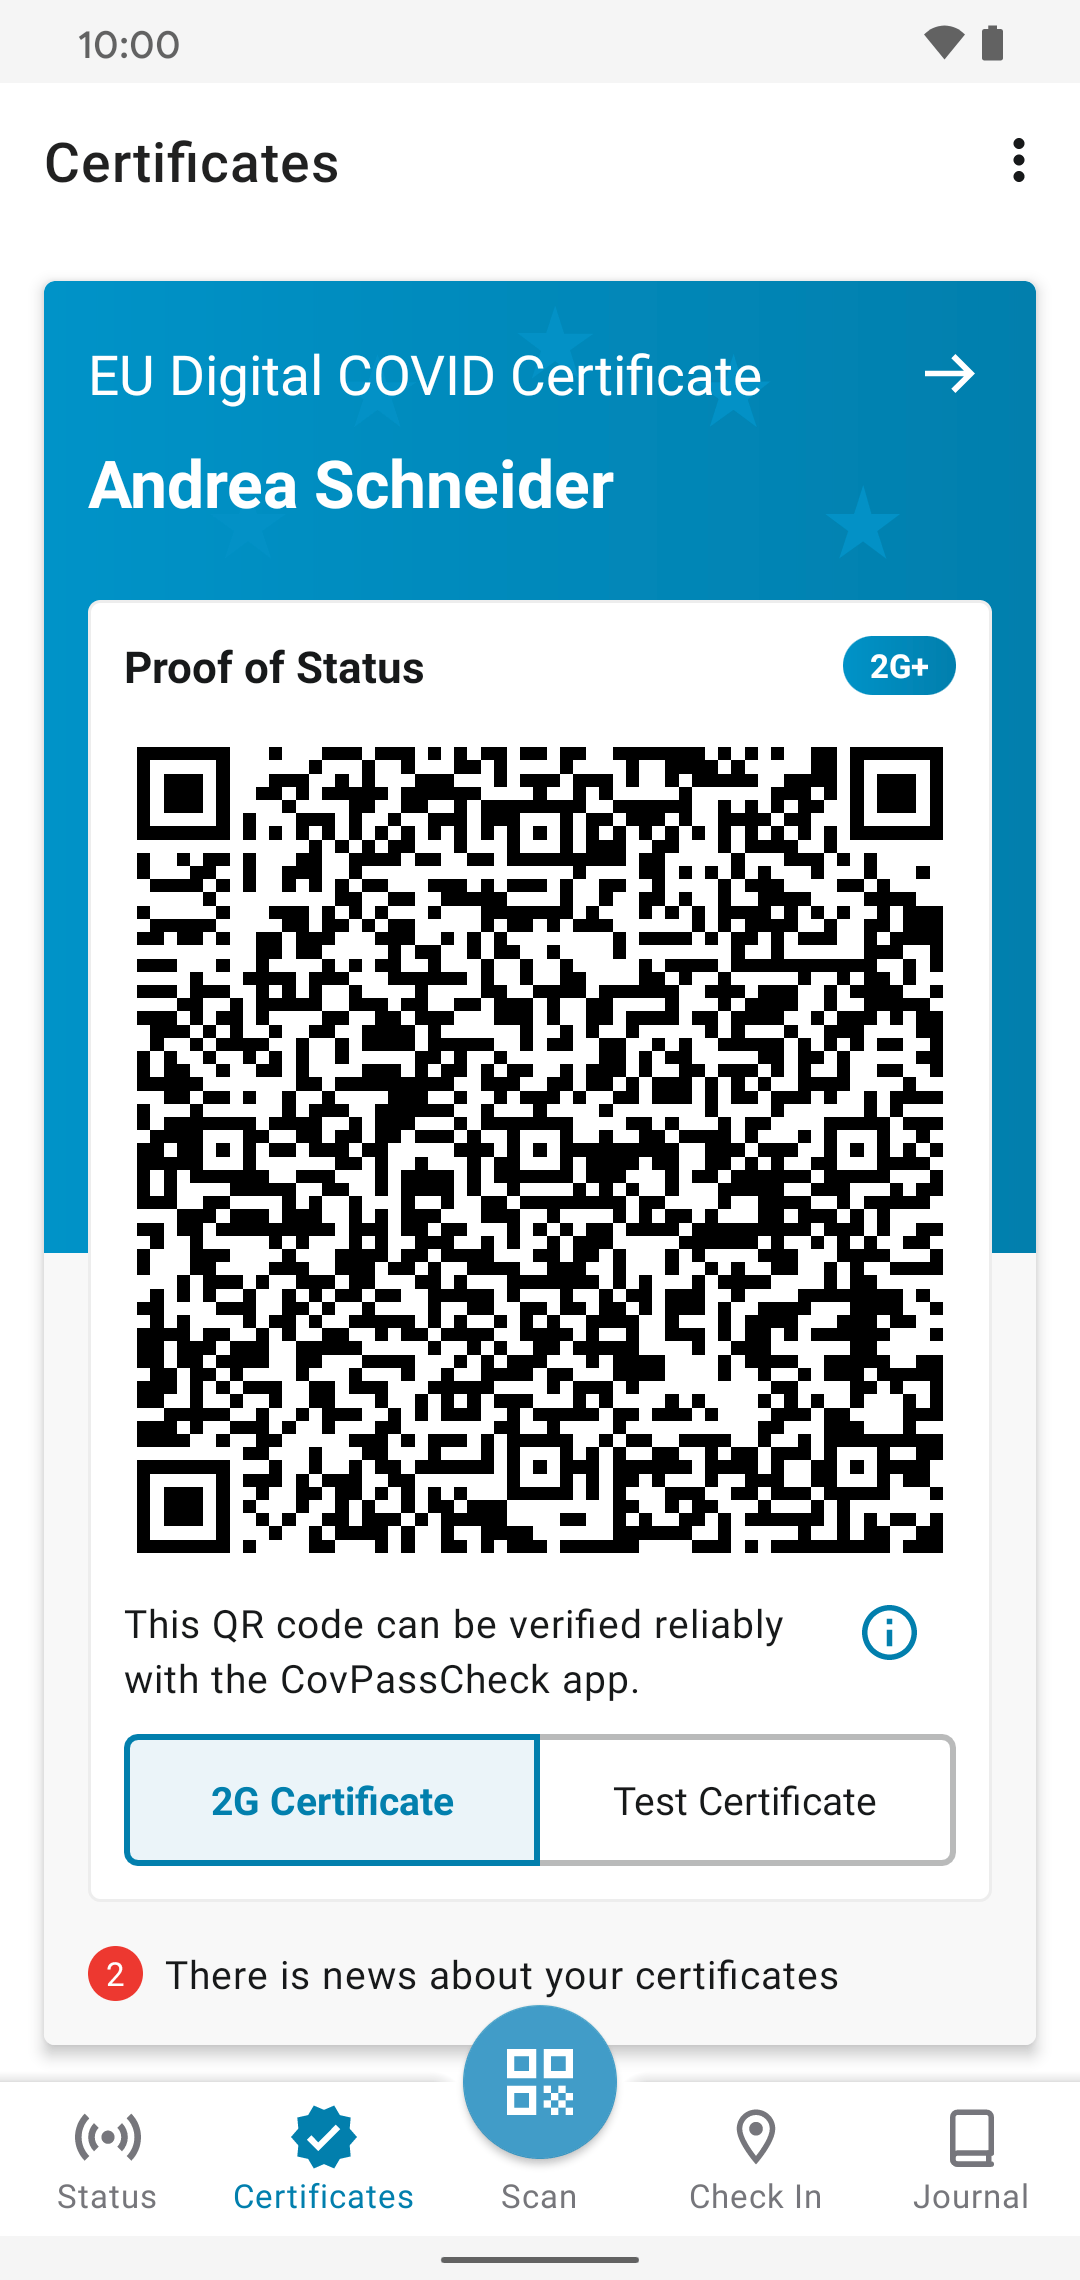 10:00
Certificates
EU Digital COVID Certificate
Andrea Schneider
Proof of Status
2G+
This QR code can be verified reliably
with the CovPassCheck app.
2G Certificate
Test Certificate
2 There is news about your certificates
Status
Certificates
Scan
Check In
Journal